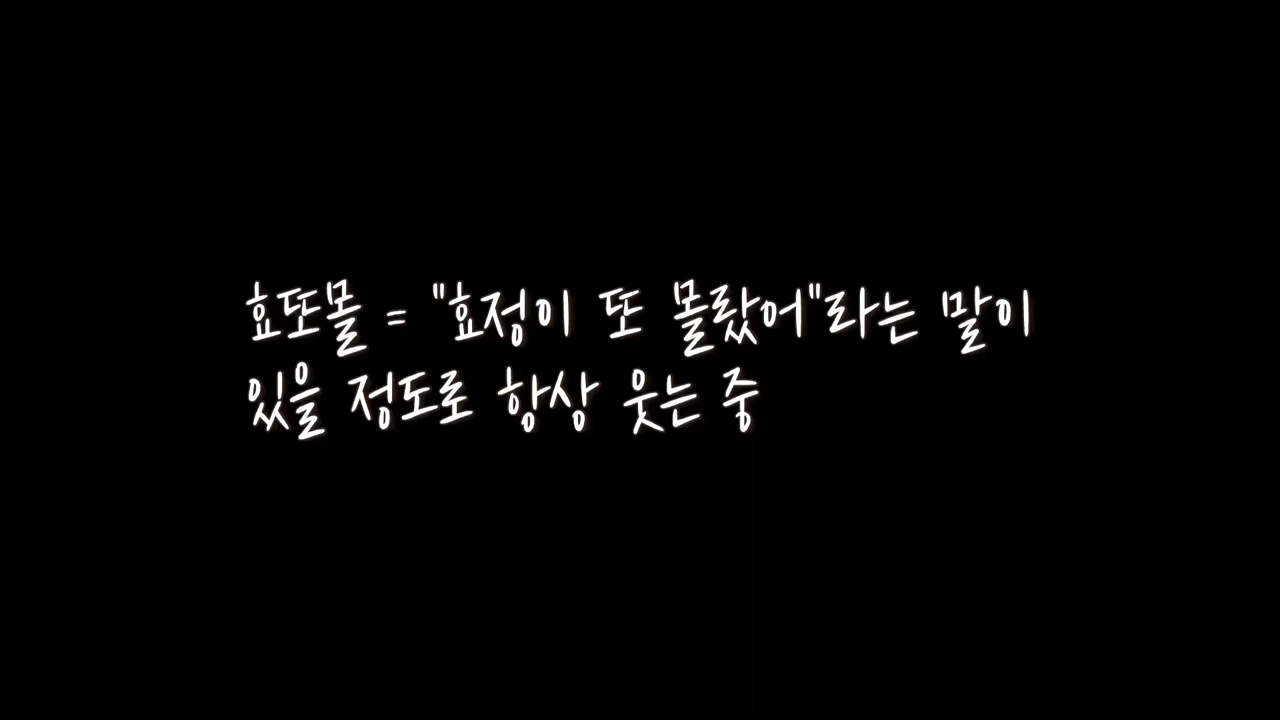 효또몰 = "효정이 또 몰랐어"라는 말이
있을 정도로 항상 웃는 중